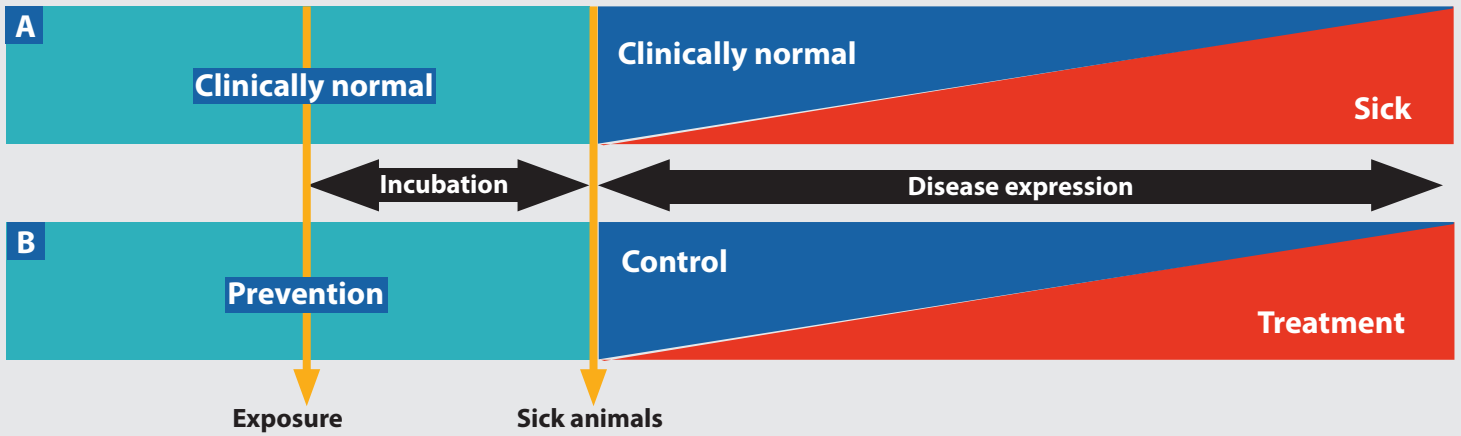 A
Clinically normal
Clinically normal
Sick
Incubation
Disease expression
B
Control
Prevention
Treatment
Exposure
Sick animals